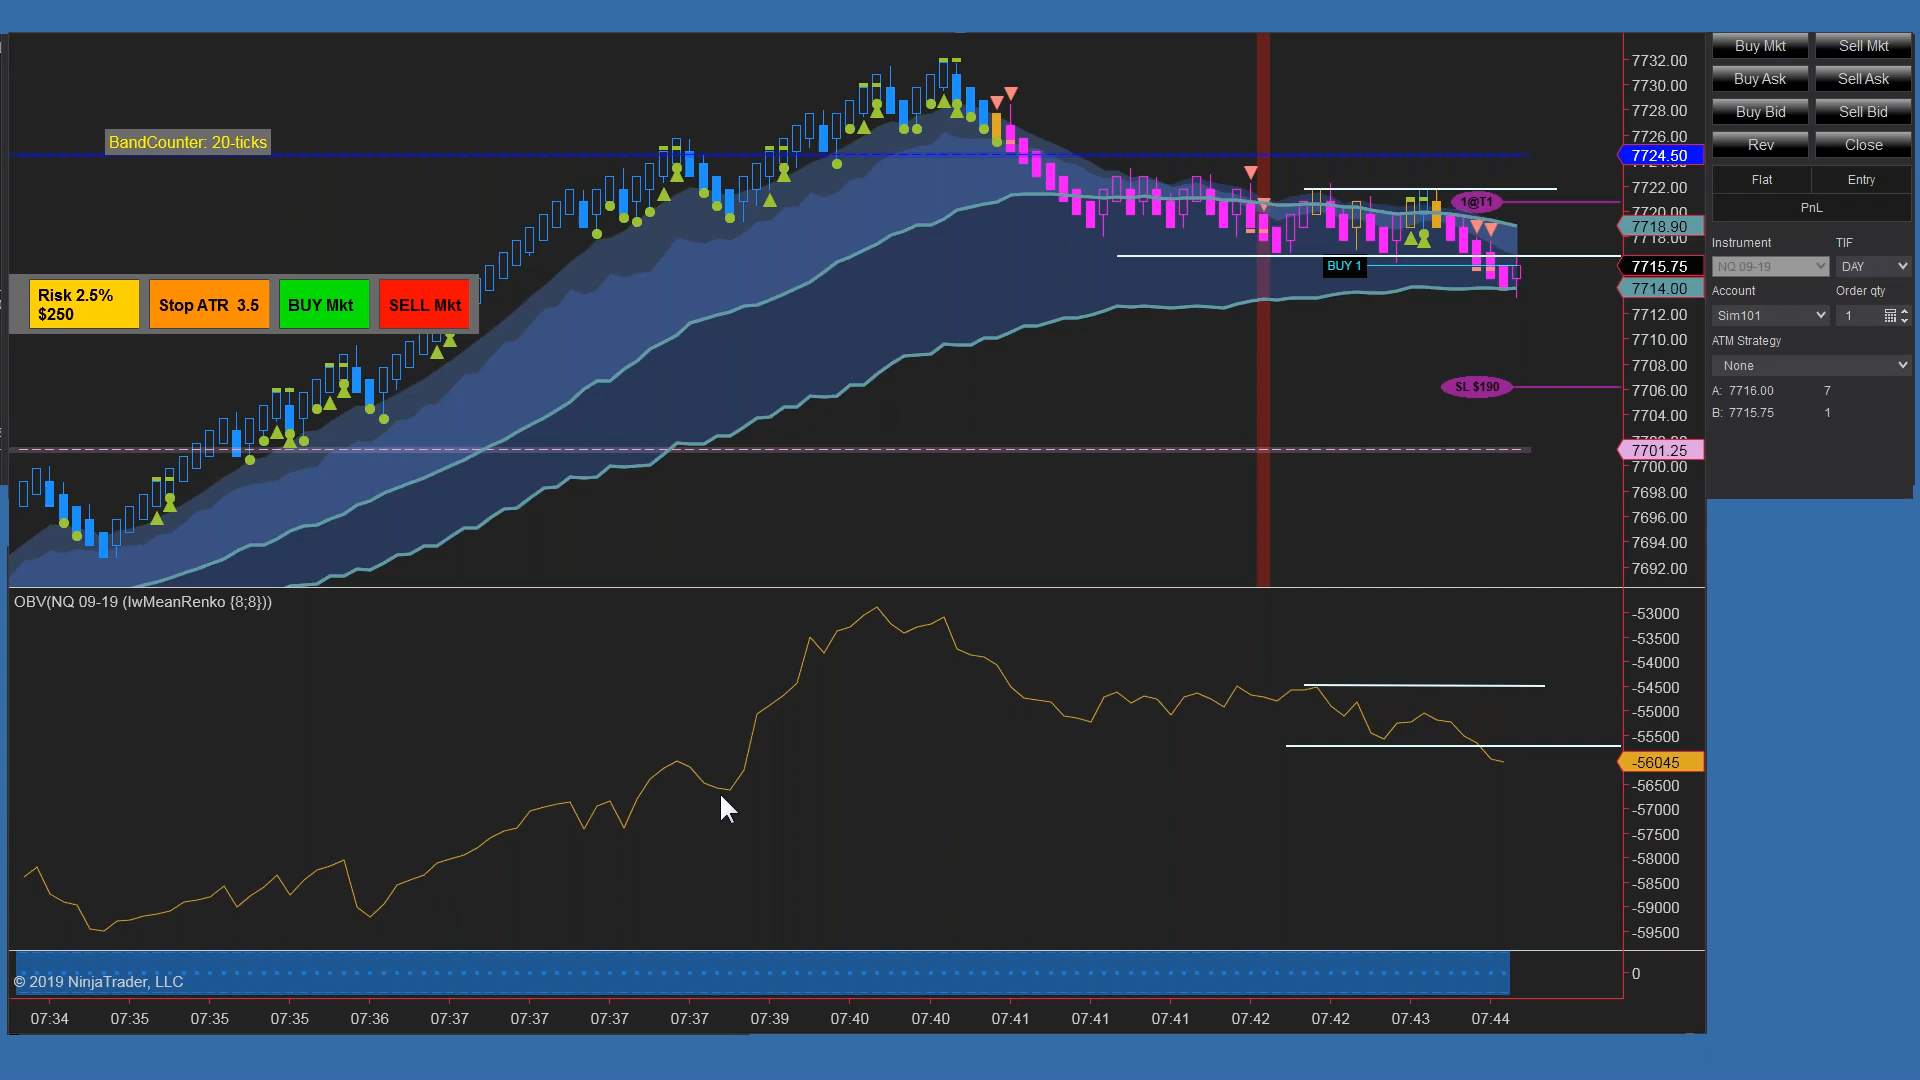 BandCounter: 20-ticks
Risk 2.5%
$250
Stop ATR 3.5
BUY Mkt
SELL Mkt
1@T1
BUY 1
SL $190
7732.00
7730.00
7728.00
7726.00
7724.50
7722.00
7720.00
7718.90
7718.00
7715.75
7714.00
7712.00
7710.00
7708.00
7706.00
7704.00
7701.25
7700.00
7698.00
7696.00
7694.00
7692.00
OBV(NQ 09-19 (IwMeanRenko {8;8}))
-53000
-53500
-54000
-54500
-55000
-55500
-56045
-56500
-57000
-57500
-58000
-58500
-59000
-59500
0
© 2019 NinjaTrader, LLC
07:34 07:35 07:35 07:35 07:36 07:37 07:37 07:37 07:37 07:39 07:40 07:40 07:41 07:41 07:41 07:42 07:42 07:43 07:44
Buy Mkt Sell Mkt
Buy Ask Sell Ask
Buy Bid Sell Bid
Rev Close
Flat Entry
PnL
Instrument TIF
NQ 09-19 DAY
Account Order qty
Sim101 1
ATM Strategy
None
A: 7716.00 7
B: 7715.75 1